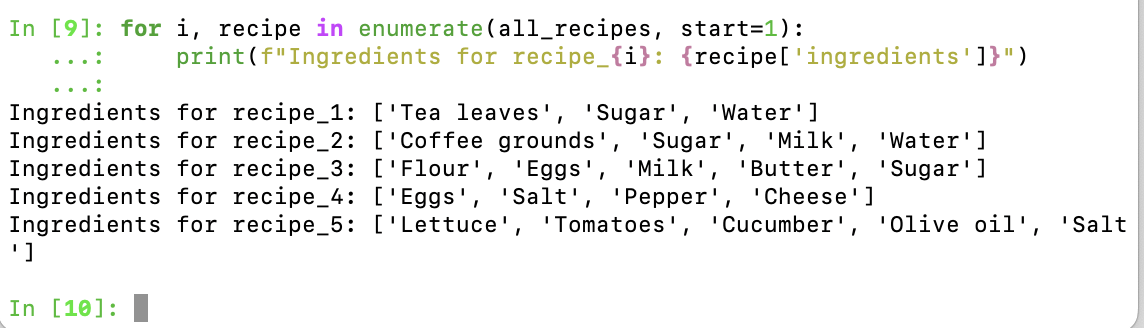 In [9]: for i, recipe in enumerate(all_recipes, start=1):
   ...:     print(f"Ingredients for recipe_{i}: {recipe['ingredients']}")
   ...:
Ingredients for recipe_1: ['Tea leaves', 'Sugar', 'Water']
Ingredients for recipe_2: ['Coffee grounds', 'Sugar', 'Milk', 'Water']
Ingredients for recipe_3: ['Flour', 'Eggs', 'Milk', 'Butter', 'Sugar']
Ingredients for recipe_4: ['Eggs', 'Salt', 'Pepper', 'Cheese']
Ingredients for recipe_5: ['Lettuce', 'Tomatoes', 'Cucumber', 'Olive oil', 'Salt
']
In [10]: